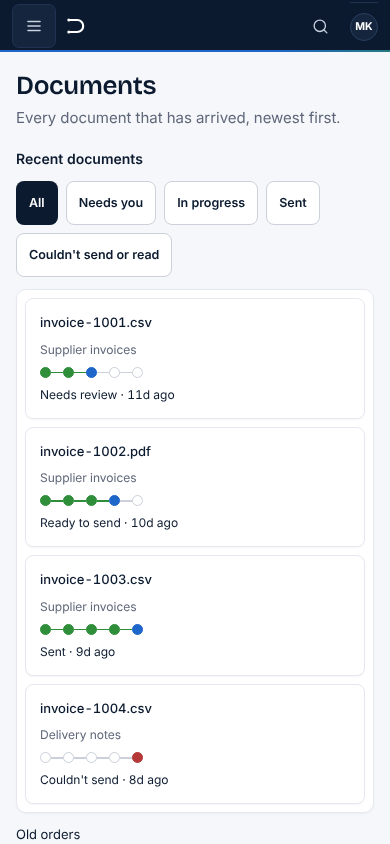 MK
Documents
Every document that has arrived, newest first.
Recent documents
All
Needs you
In progress
Sent
Couldn't send or read
invoice-1001.csv
Supplier invoices
Needs review · 11d ago
invoice-1002.pdf
Supplier invoices
Ready to send · 10d ago
invoice-1003.csv
Supplier invoices
Sent · 9d ago
invoice-1004.csv
Delivery notes
Couldn't send · 8d ago
Old orders